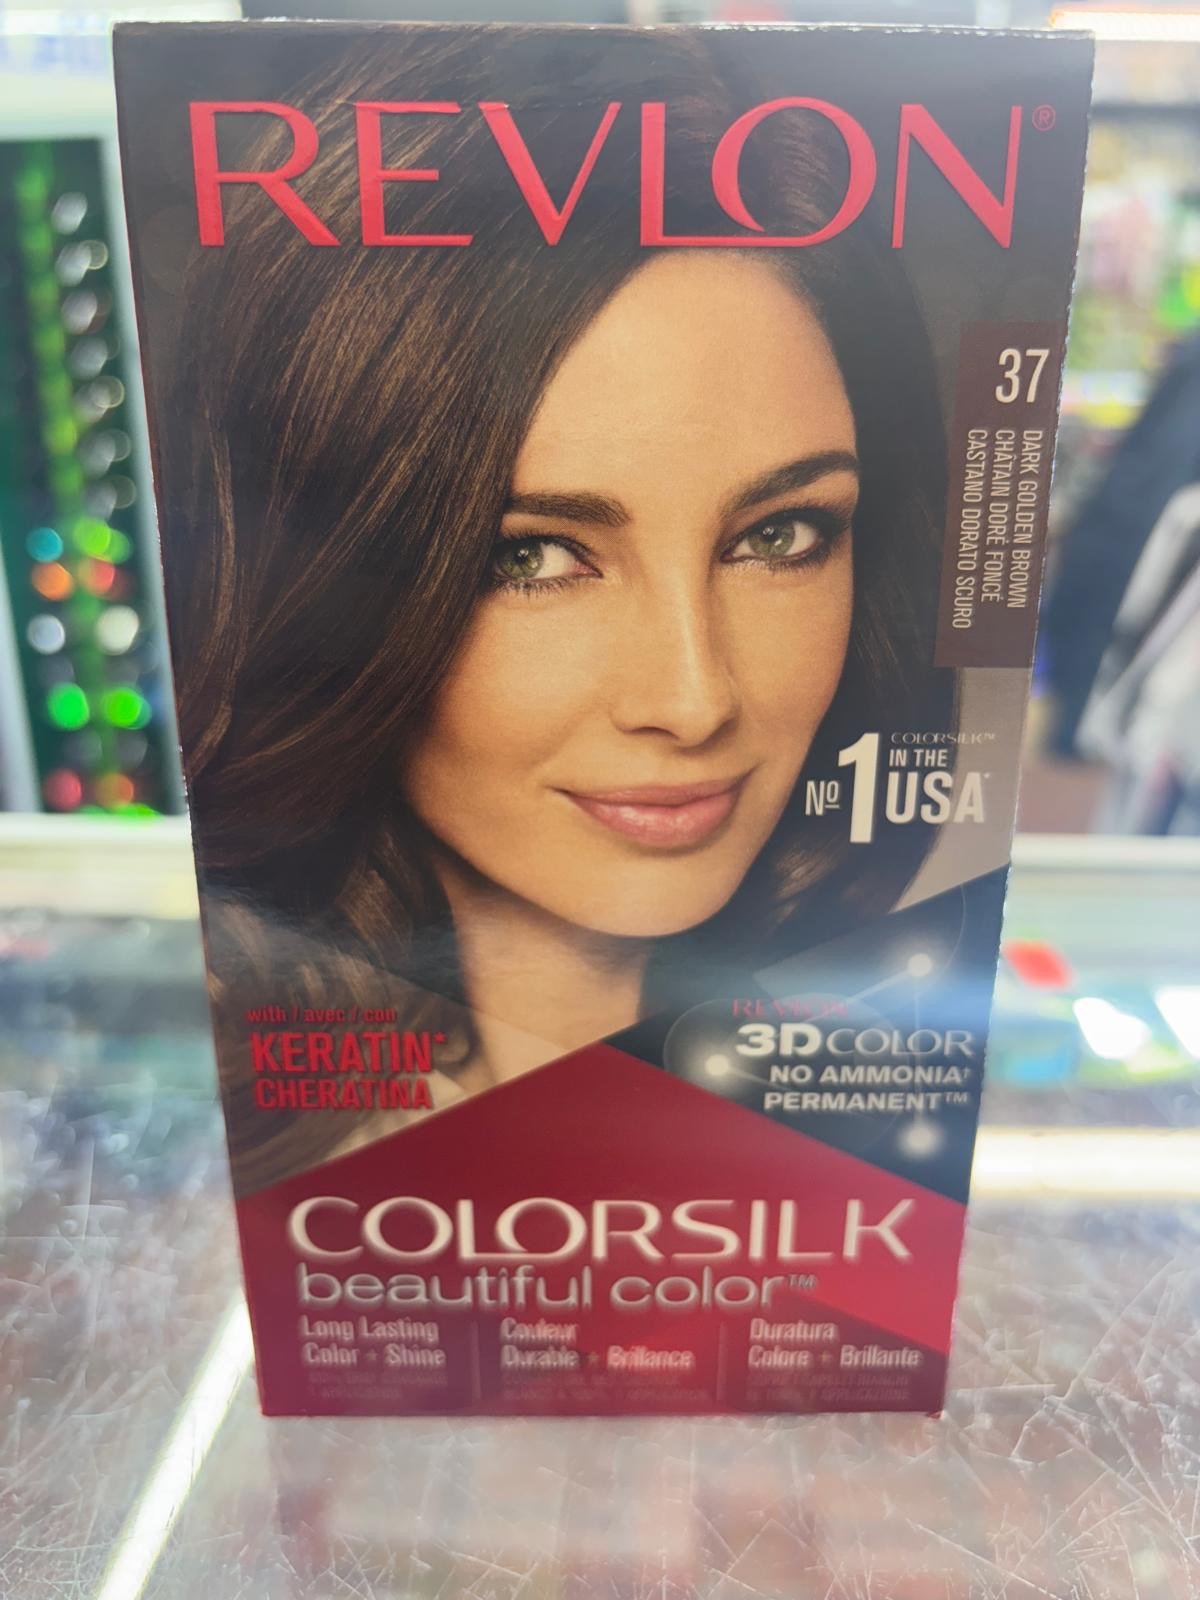 REVLON®
37
DARK GOLDEN BROWN
CHÂTAIN DORÉ FONCÉ
CASTANO DORATO SCURO
COLORSILK™
Nº1 IN THE
USA*
with / avec / con
KERATIN*
CHERATINA
REVLON
3D COLOR
NO AMMONIA†
PERMANENT™
COLORSILK
beautiful color™
Long Lasting
Color + Shine
Couleur
Durable + Brillance
Duratura
Colore + Brillante